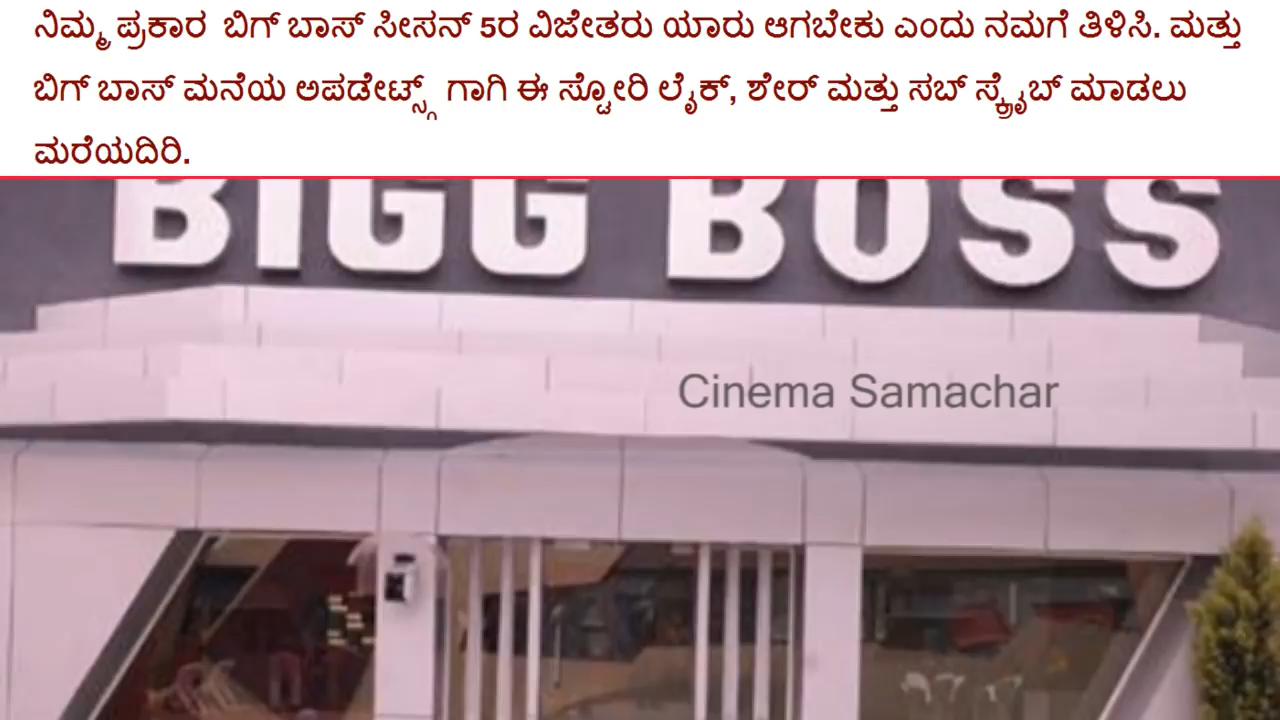 ನಿಮ್ಮ ಪ್ರಕಾರ ಬಿಗ್ ಬಾಸ್ ಸೀಸನ್ 5ರ ವಿಜೇತರು ಯಾರು ಆಗಬೇಕು ಎಂದು ನಮಗೆ ತಿಳಿಸಿ. ಮತ್ತು
ಬಿಗ್ ಬಾಸ್ ಮನೆಯ ಅಪಡೇಟ್ಸ್ಗ್ ಗಾಗಿ ಈ ಸ್ಟೋರಿ ಲೈಕ್, ಶೇರ್ ಮತ್ತು ಸಬ್ ಸ್ಕ್ರೈಬ್ ಮಾಡಲು
ಮರೆಯದಿರಿ.
BIGG BOSS
Cinema Samachar